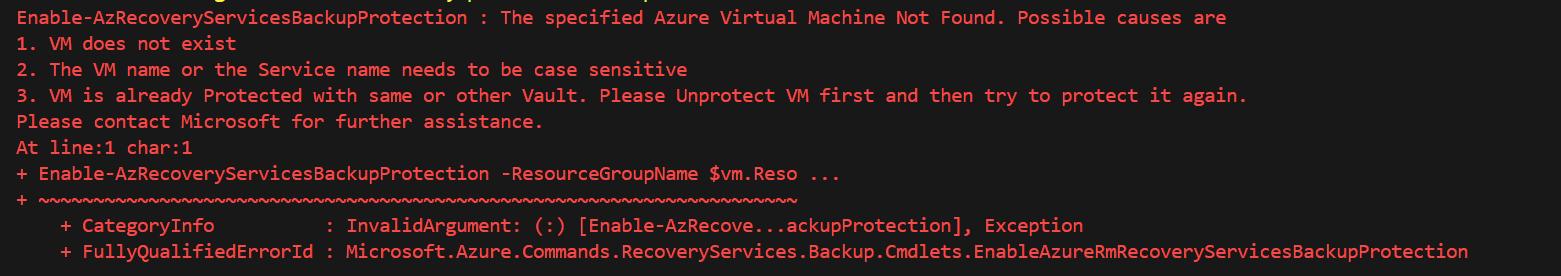 Enable-AzRecoveryServicesBackupProtection : The specified Azure Virtual Machine Not Found. Possible causes are
1. VM does not exist
2. The VM name or the Service name needs to be case sensitive
3. VM is already Protected with same or other Vault. Please Unprotect VM first and then try to protect it again.
Please contact Microsoft for further assistance.
At line:1 char:1
+ Enable-AzRecoveryServicesBackupProtection -ResourceGroupName $vm.Reso ...
+ ~~~~~~~~~~~~~~~~~~~~~~~~~~~~~~~~~~~~~~~~~~~~~~~~~~~~~~~~~~~~~~~~~~~~~
    + CategoryInfo          : InvalidArgument: (:) [Enable-AzRecove...ackupProtection], Exception
    + FullyQualifiedErrorId : Microsoft.Azure.Commands.RecoveryServices.Backup.Cmdlets.EnableAzureRmRecoveryServicesBackupProtection